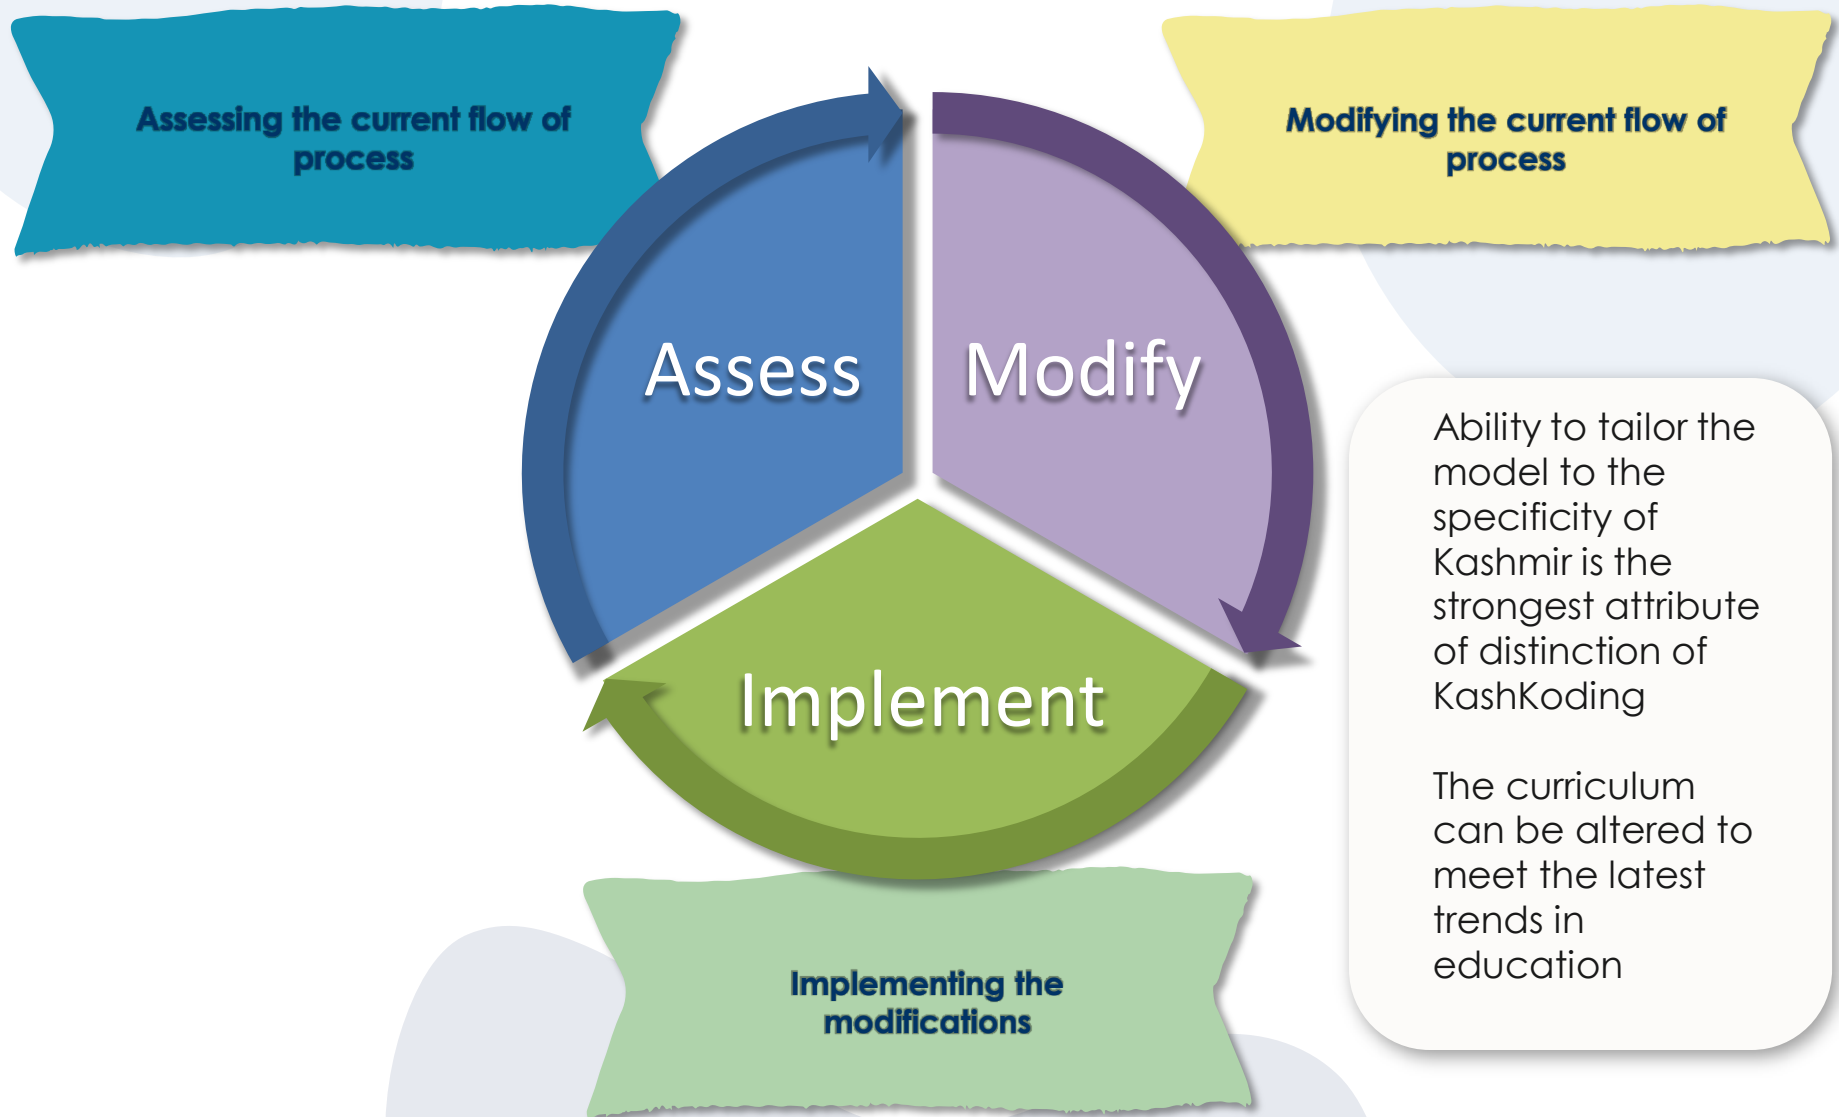 Assessing the current flow of
process
Modifying the current flow of
process
Assess
Modify
Implement
Ability to tailor the
model to the
specificity of
Kashmir is the
strongest attribute
of distinction of
KashKoding
The curriculum
can be altered to
meet the latest
trends in
education
Implementing the
modifications